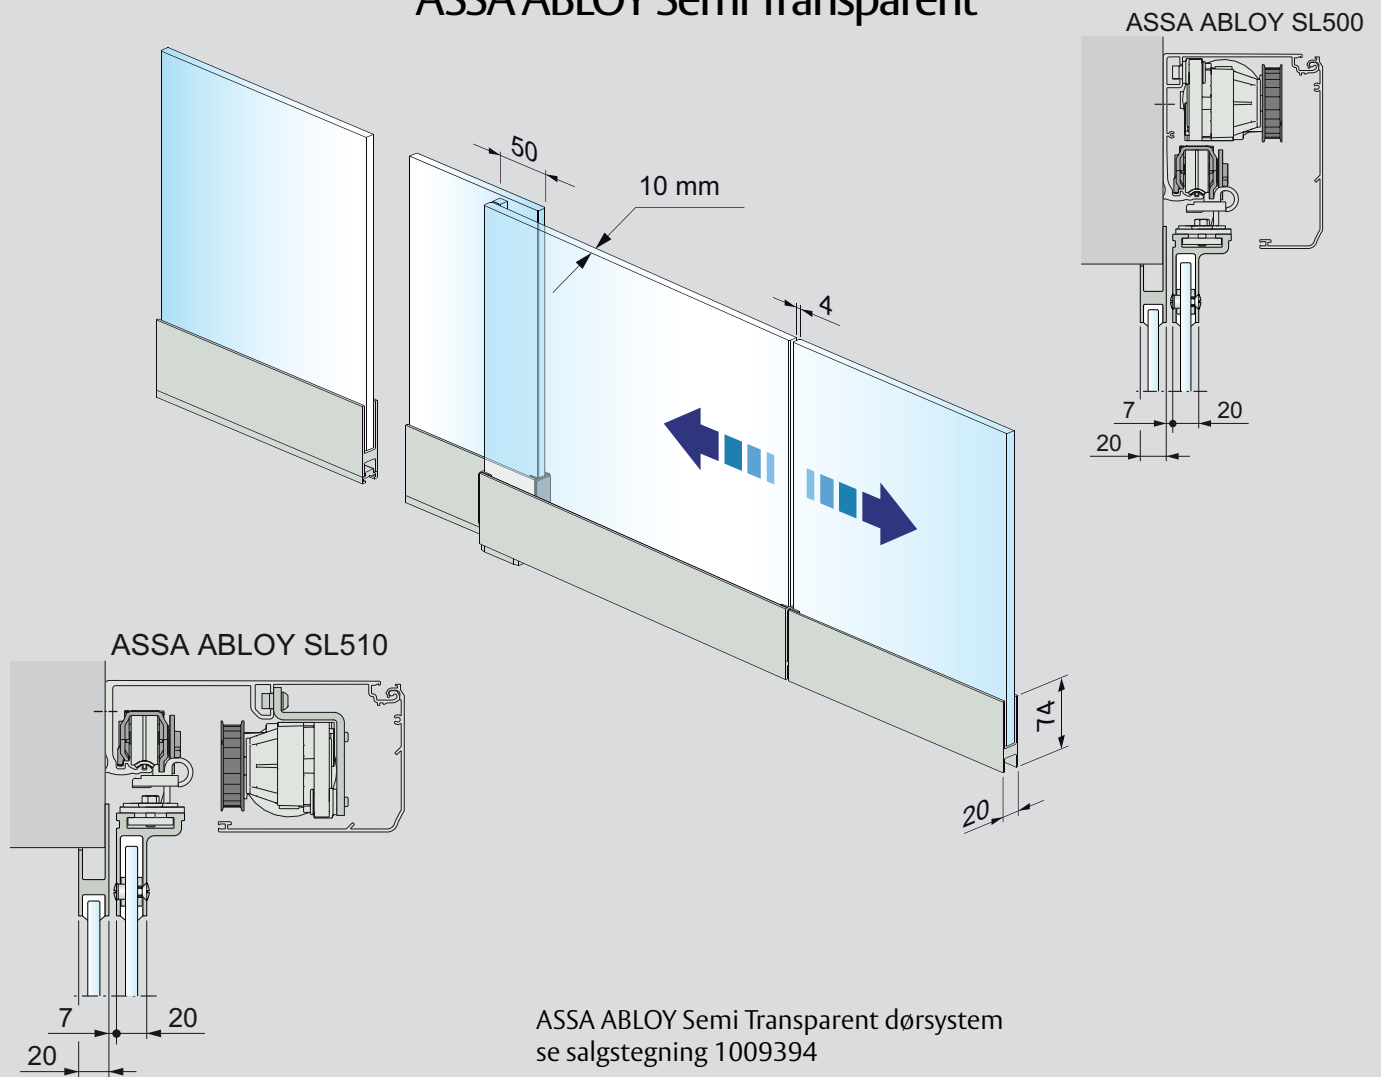 ASSA ABLOY Semi Transparent
ASSA ABLOY SL500
50
10 mm
4
7
20
20
ASSA ABLOY SL510
74
20
7
20
20
ASSA ABLOY Semi Transparent dørsystem
se salgstegning 1009394